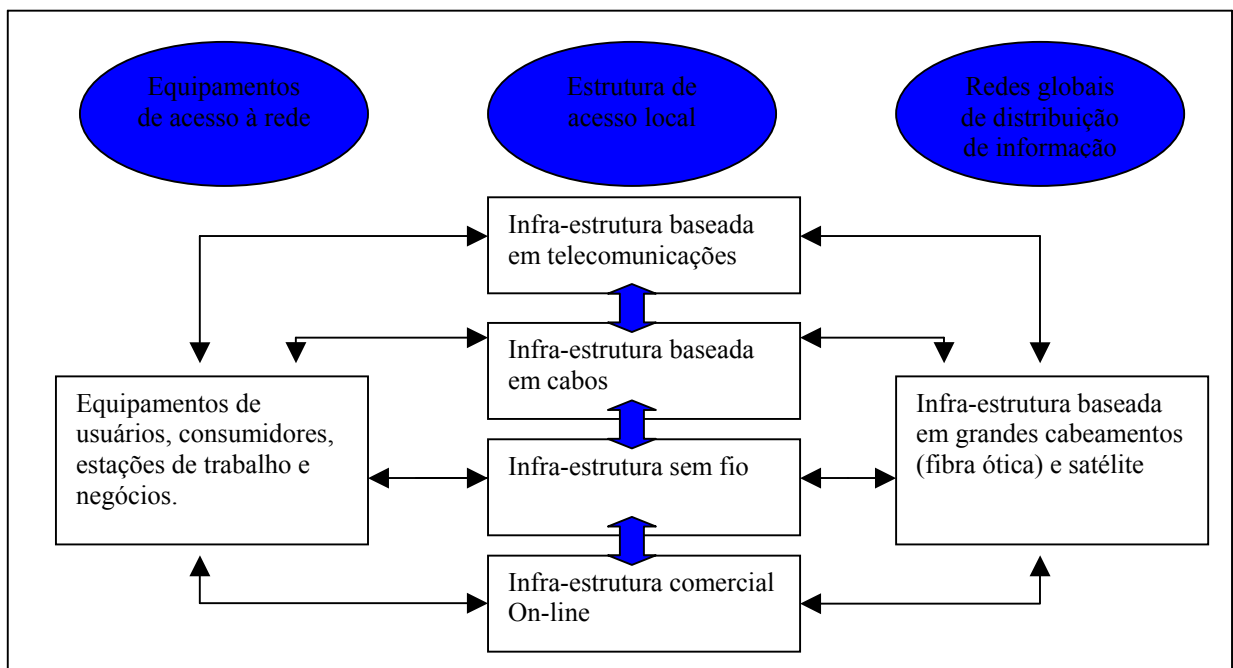 Equipamentos
de acesso à rede
Estrutura de
acesso local
Redes globais
de distribuição
de informação
Infra-estrutura baseada
em telecomunicações
Infra-estrutura baseada
em cabos
Equipamentos de
usuários, consumidores,
estações de trabalho e
negócios.
Infra-estrutura sem fio
Infra-estrutura baseada
em grandes cabeamentos
(fibra ótica) e satélite
Infra-estrutura comercial
On-line